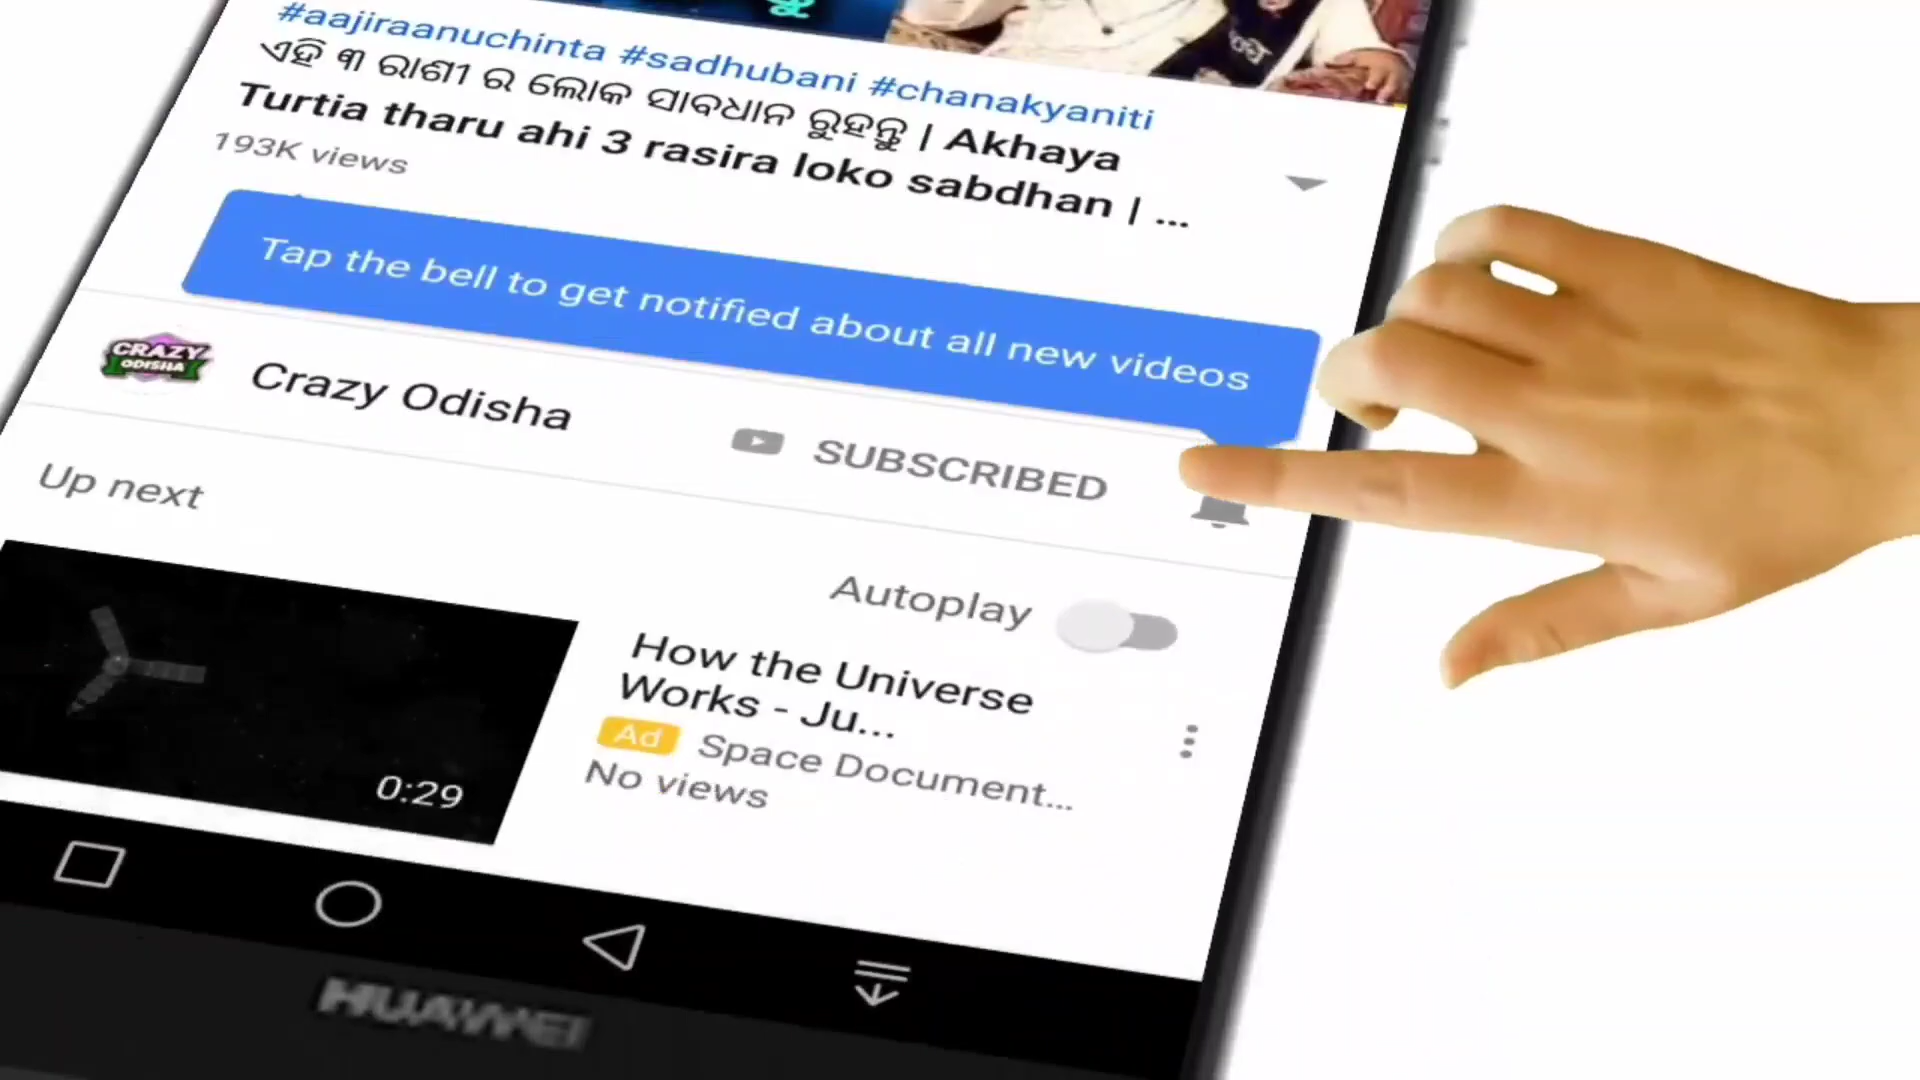 #aajiraanuchinta #sadhubani #chanakyaniti
ଏହି ୩ ରାଶୀ ର ଲୋକ ସାବଧାନ ରୁହନ୍ତୁ | Akhaya
Turtia tharu ahi 3 rasira loko sabdhan | ...
193K views
Tap the bell to get notified about all new videos
CRAZY
ODISHA
Crazy Odisha
SUBSCRIBED
Up next
Autoplay
How the Universe
Works - Ju...
Ad Space Document...
No views
0:29
HUAWEI